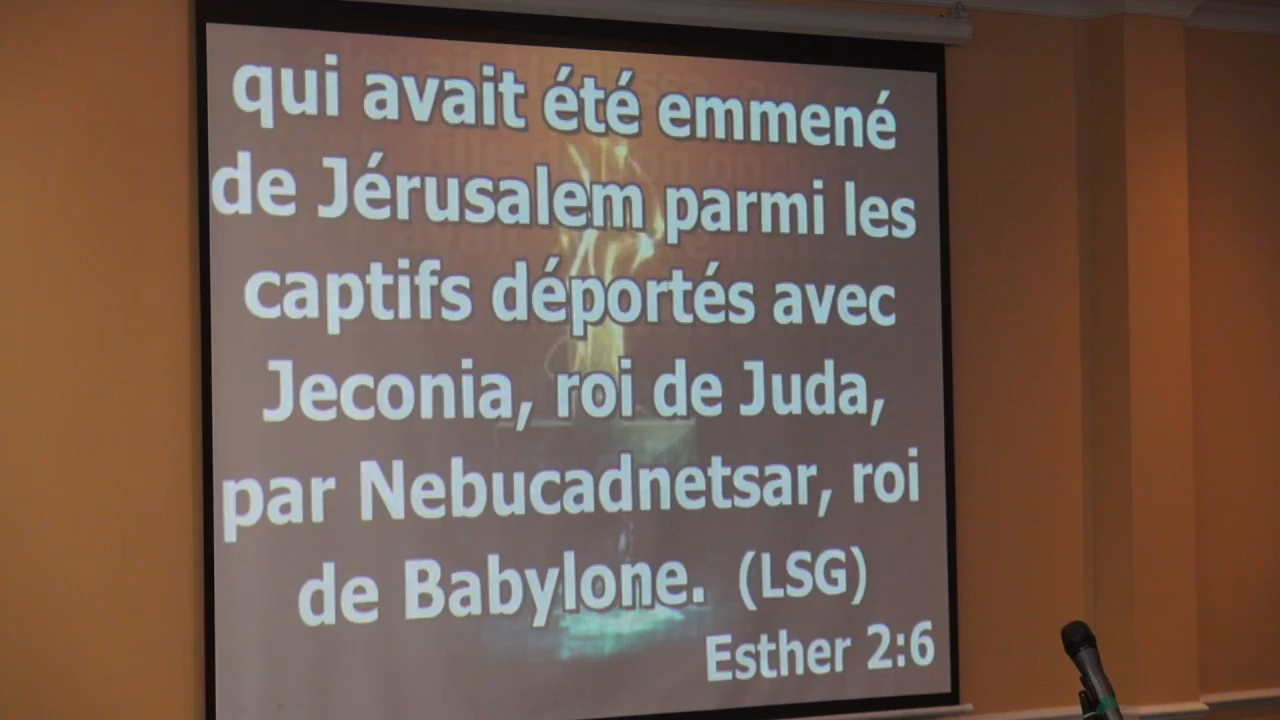 qui avait été emmené
de Jérusalem parmi les
captifs déportés avec
Jeconia, roi de Juda,
par Nebucadnetsar, roi
de Babylone. (LSG)
Esther 2:6